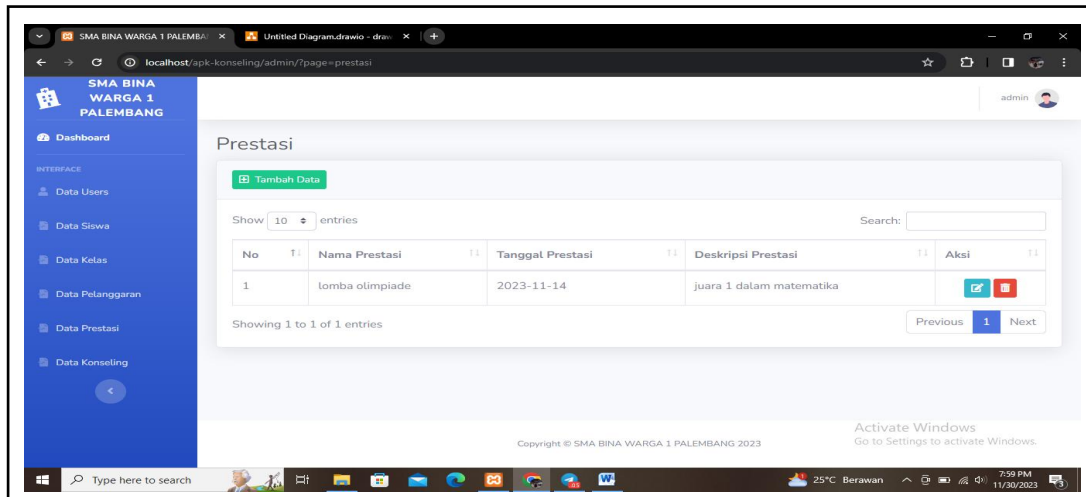 SMA BINA WARGA 1 PALEMBA
Untitled Diagram.drawio - draw
localhost/apk-konseling/admin/?page=prestasi
SMA BINA
WARGA 1
PALEMBANG
admin
Dashboard
Prestasi
INTERFACE
Tambah Data
Data Users
Show 10 entries
Search:
Data Siswa
No Nama Prestasi Tanggal Prestasi Deskripsi Prestasi Aksi
Data Kelas
1 lomba olimpiade 2023-11-14 juara 1 dalam matematika
Data Pelanggaran
Showing 1 to 1 of 1 entries
Previous 1 Next
Data Prestasi
Data Konseling
Activate Windows
Go to Settings to activate Windows.
Copyright © SMA BINA WARGA 1 PALEMBANG 2023
Type here to search
25°C Berawan
7:59 PM
11/30/2023
3